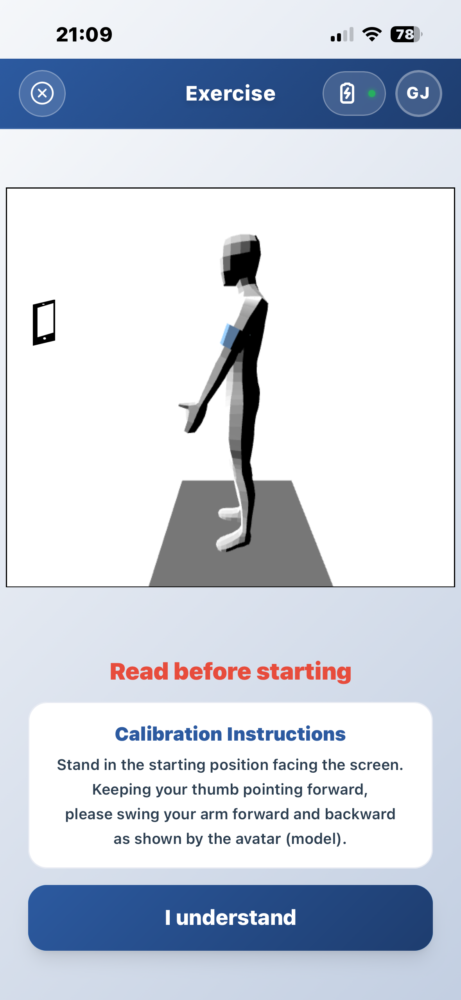 21:09
78
Exercise
GJ
Read before starting
Calibration Instructions
Stand in the starting position facing the screen.
Keeping your thumb pointing forward,
please swing your arm forward and backward
as shown by the avatar (model).
I understand